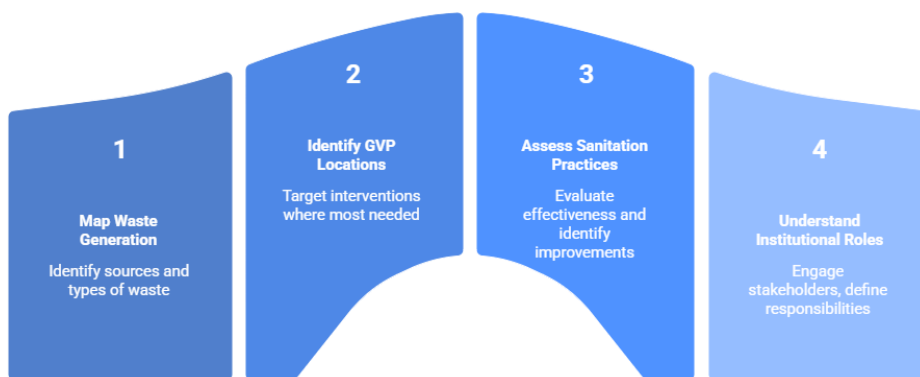 1
Map Waste
Generation
Identify sources and
types of waste
2
Identify GVP
Locations
Target interventions
where most needed
3
Assess Sanitation
Practices
Evaluate
effectiveness and
identify
improvements
4
Understand
Institutional Roles
Engage
stakeholders, define
responsibilities